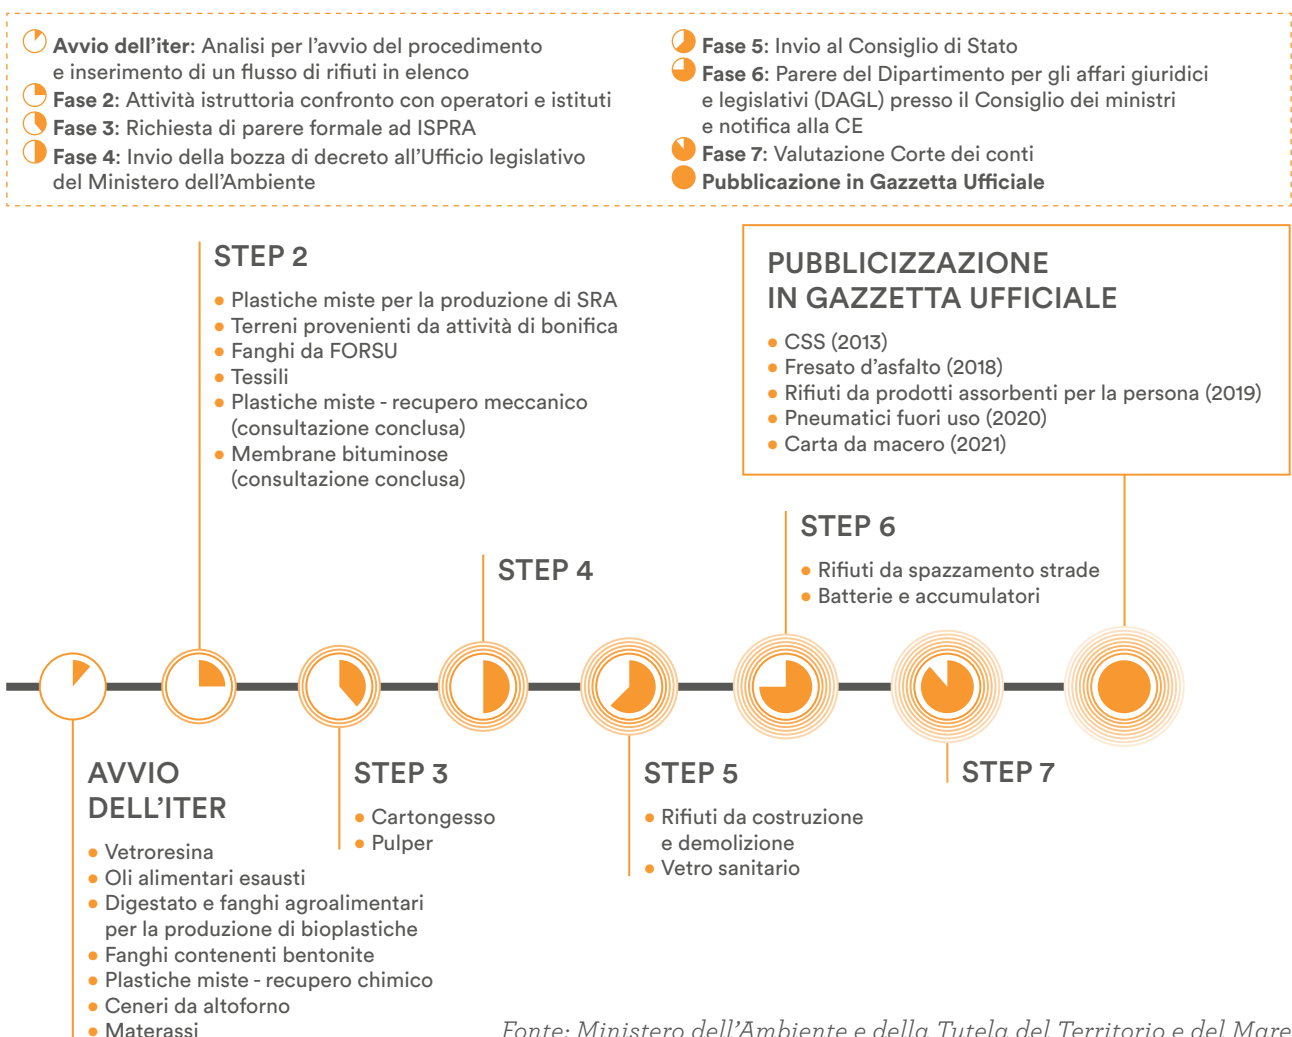 Avvio dell’iter: Analisi per l’avvio del procedimento
e inserimento di un flusso di rifiuti in elenco
Fase 2: Attività istruttoria confronto con operatori e istituti
Fase 3: Richiesta di parere formale ad ISPRA
Fase 4: Invio della bozza di decreto all’Ufficio legislativo
del Ministero dell’Ambiente
Fase 5: Invio al Consiglio di Stato
Fase 6: Parere del Dipartimento per gli affari giuridici
e legislativi (DAGL) presso il Consiglio dei ministri
e notifica alla CE
Fase 7: Valutazione Corte dei conti
Pubblicazione in Gazzetta Ufficiale
STEP 2
• Plastiche miste per la produzione di SRA
• Terreni provenienti da attività di bonifica
• Fanghi da FORSU
• Tessili
• Plastiche miste - recupero meccanico
(consultazione conclusa)
• Membrane bituminose
(consultazione conclusa)
PUBBLICIZZAZIONE
IN GAZZETTA UFFICIALE
• CSS (2013)
• Fresato d’asfalto (2018)
• Rifiuti da prodotti assorbenti per la persona (2019)
• Pneumatici fuori uso (2020)
• Carta da macero (2021)
STEP 4
STEP 6
• Rifiuti da spazzamento strade
• Batterie e accumulatori
AVVIO
DELL’ITER
• Vetroresina
• Oli alimentari esausti
• Digestato e fanghi agroalimentari
per la produzione di bioplastiche
• Fanghi contenenti bentonite
• Plastiche miste - recupero chimico
• Ceneri da altoforno
• Materassi
STEP 3
• Cartongesso
• Pulper
STEP 5
• Rifiuti da costruzione
e demolizione
• Vetro sanitario
STEP 7
Fonte: Ministero dell’Ambiente e della Tutela del Territorio e del Mare